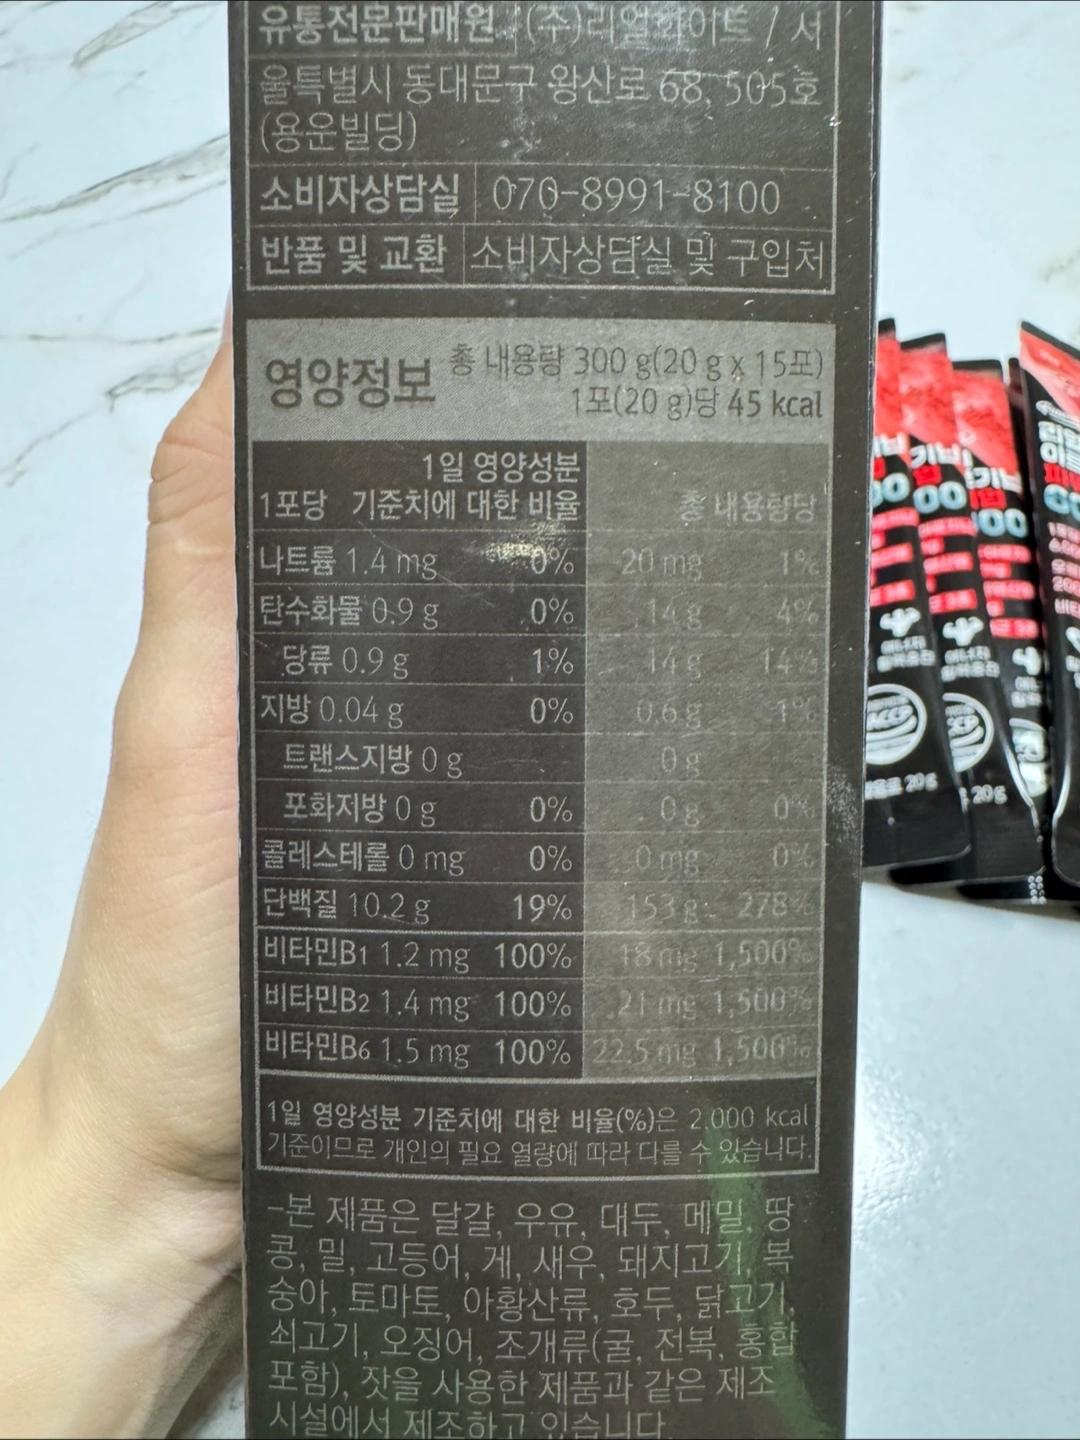 유통전문판매원 (주)리얼화이트 / 서
울특별시 동대문구 왕산로 68, 505호
(용운빌딩)
소비자상담실 070-8991-8100
반품 및 교환 소비자상담실 및 구입처
영양정보 총 내용량 300 g(20 g x 15포)
1포(20 g)당 45 kcal
1일 영양성분
1포당 기준치에 대한 비율 총 내용량당
나트륨 1.4 mg 0% 20 mg 1%
탄수화물 0.9 g 0% 14 g 4%
당류 0.9 g 1% 14 g 14%
지방 0.04 g 0% 0.6 g 1%
트랜스지방 0 g 0 g
포화지방 0 g 0% 0 g 0%
콜레스테롤 0 mg 0% 0 mg 0%
단백질 10.2 g 19% 153 g 278%
비타민B1 1.2 mg 100% 18 mg 1,500%
비타민B2 1.4 mg 100% 21 mg 1,500%
비타민B6 1.5 mg 100% 22.5 mg 1,500%
1일 영양성분 기준치에 대한 비율(%)은 2,000 kcal
기준이므로 개인의 필요 열량에 따라 다를 수 있습니다.
-본 제품은 달걀, 우유, 대두, 메밀, 땅
콩, 밀, 고등어, 게, 새우, 돼지고기, 복
숭아, 토마토, 아황산류, 호두, 닭고기,
쇠고기, 오징어, 조개류(굴, 전복, 홍합
포함), 잣을 사용한 제품과 같은 제조
시설에서 제조하고 있습니다.
20g
20g